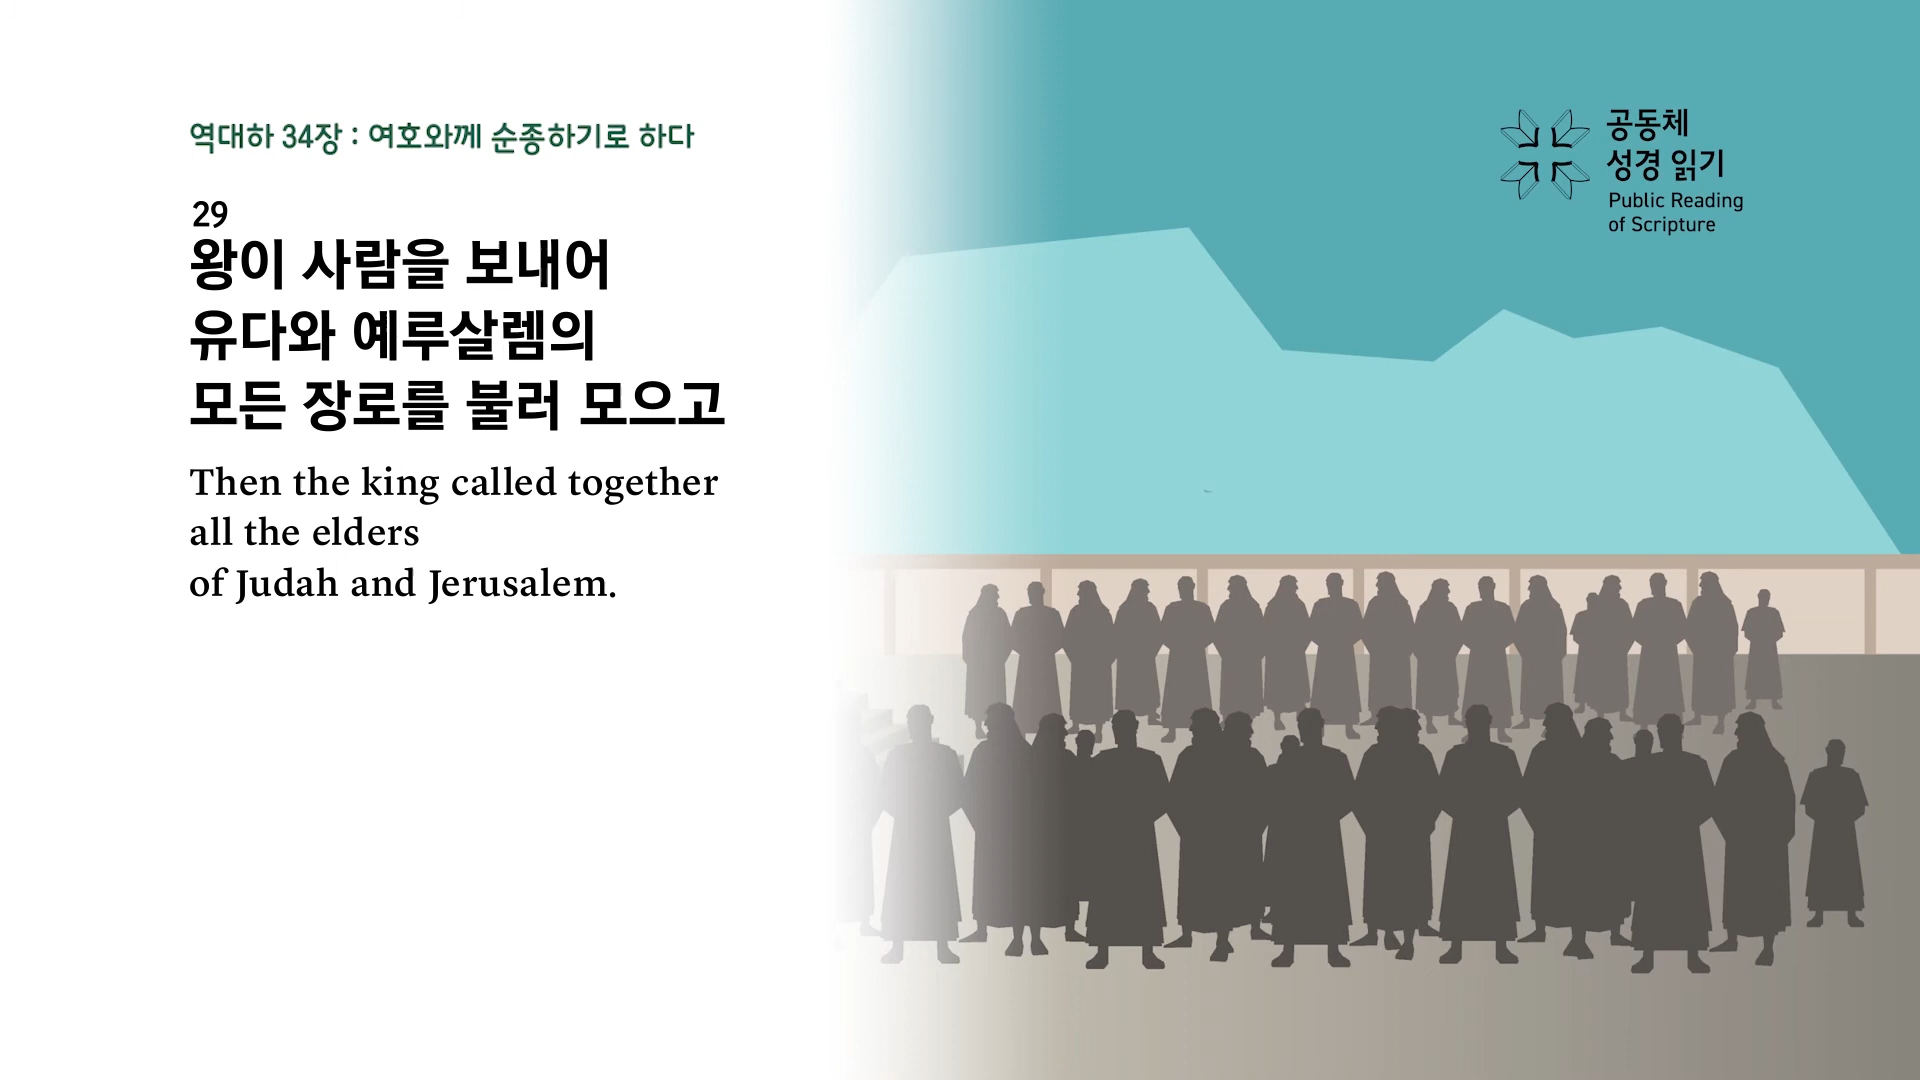 역대하 34장 : 여호와께 순종하기로 하다
29
왕이 사람을 보내어
유다와 예루살렘의
모든 장로를 불러 모으고
Then the king called together
all the elders
of Judah and Jerusalem.
공동체
성경 읽기
Public Reading
of Scripture